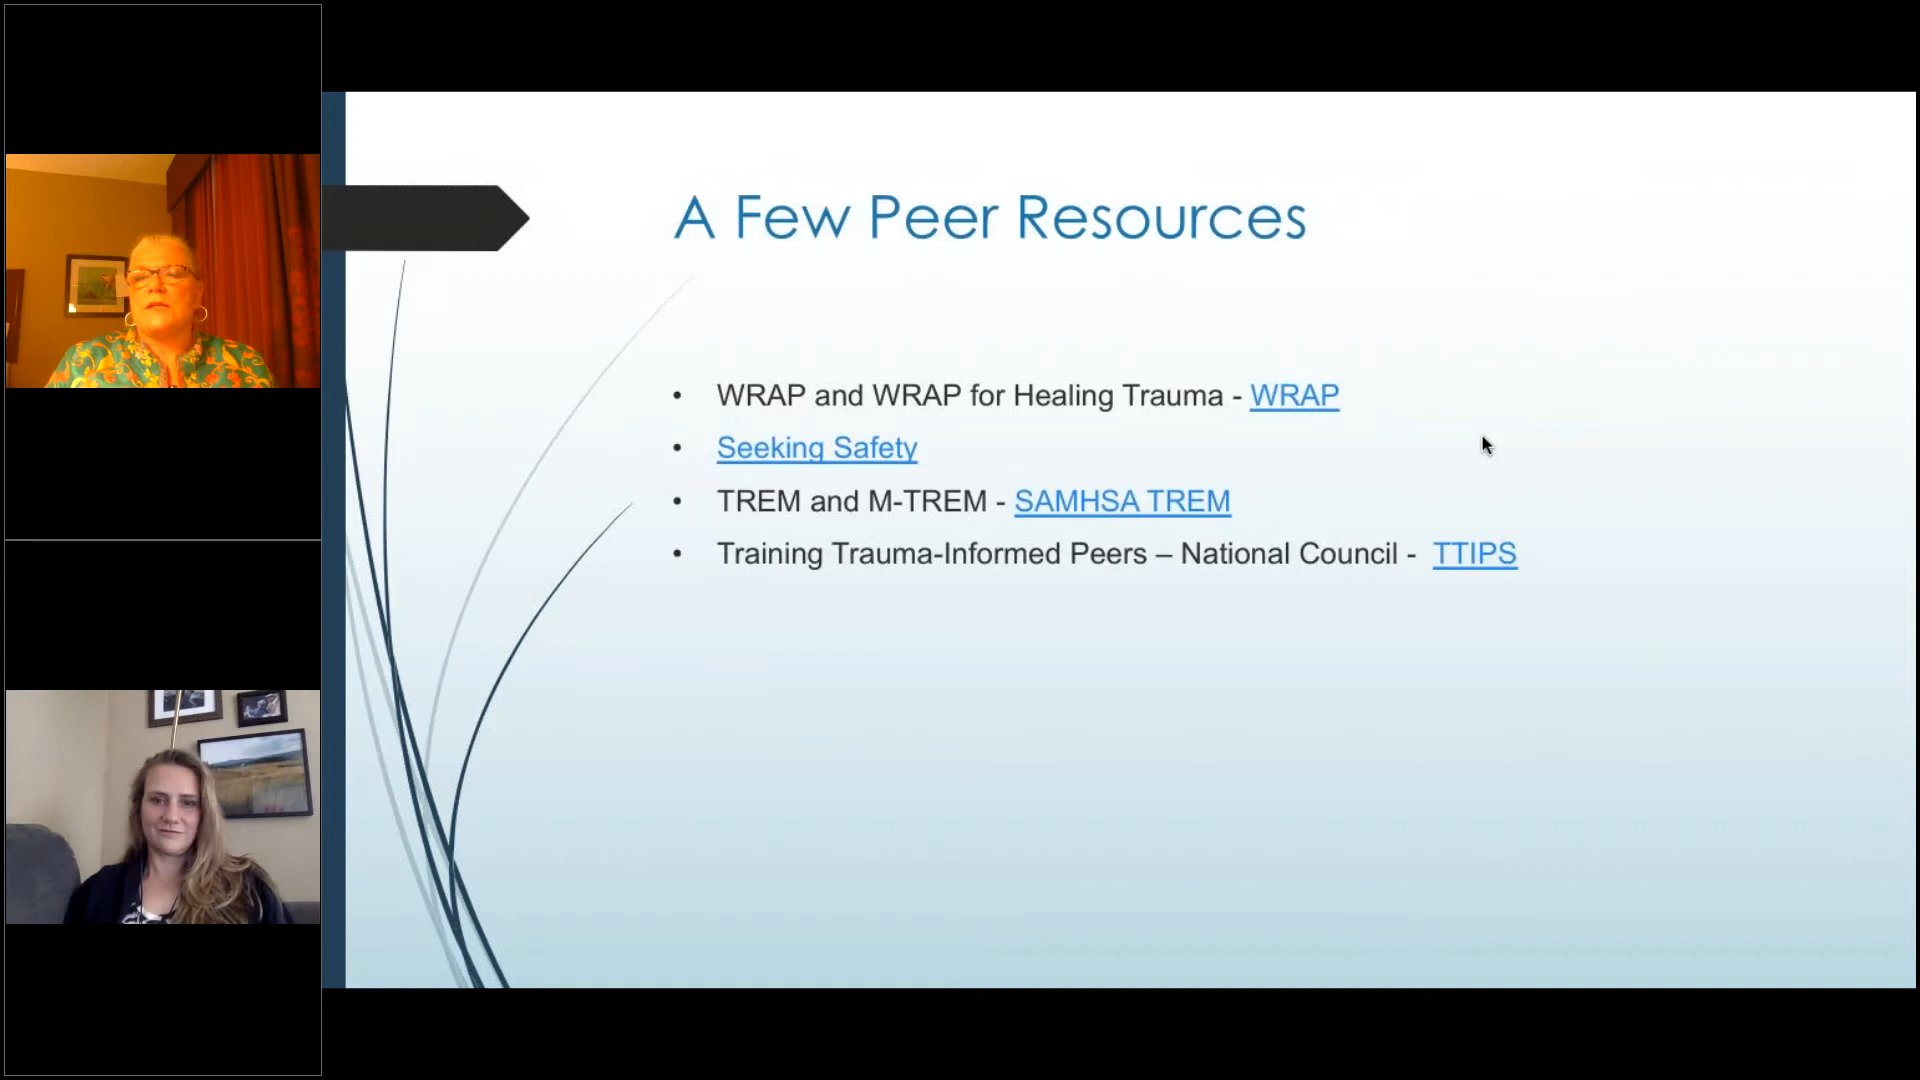 A Few Peer Resources
• WRAP and WRAP for Healing Trauma - WRAP
• Seeking Safety
• TREM and M-TREM - SAMHSA TREM
• Training Trauma-Informed Peers – National Council - TTIPS